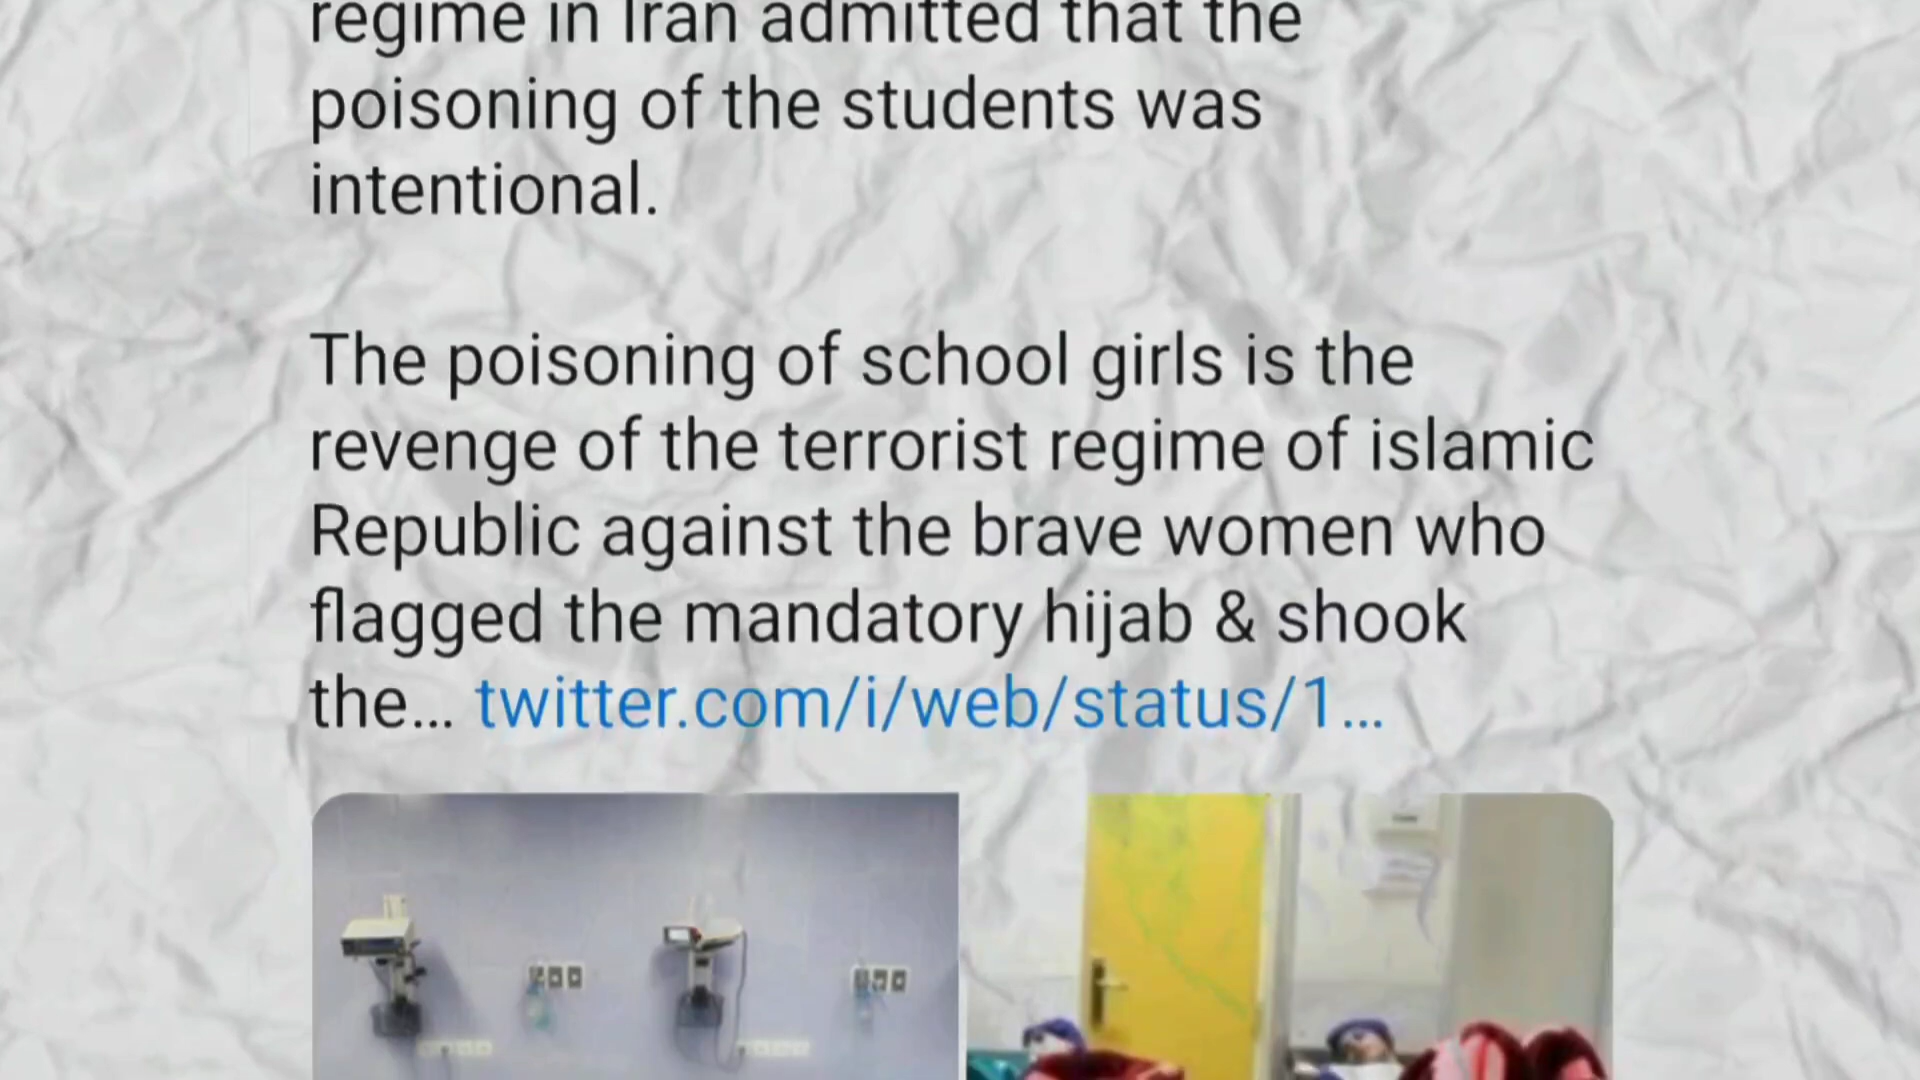 regime in Iran admitted that the
poisoning of the students was
intentional.
The poisoning of school girls is the
revenge of the terrorist regime of islamic
Republic against the brave women who
flagged the mandatory hijab & shook
the... twitter.com/i/web/status/1...